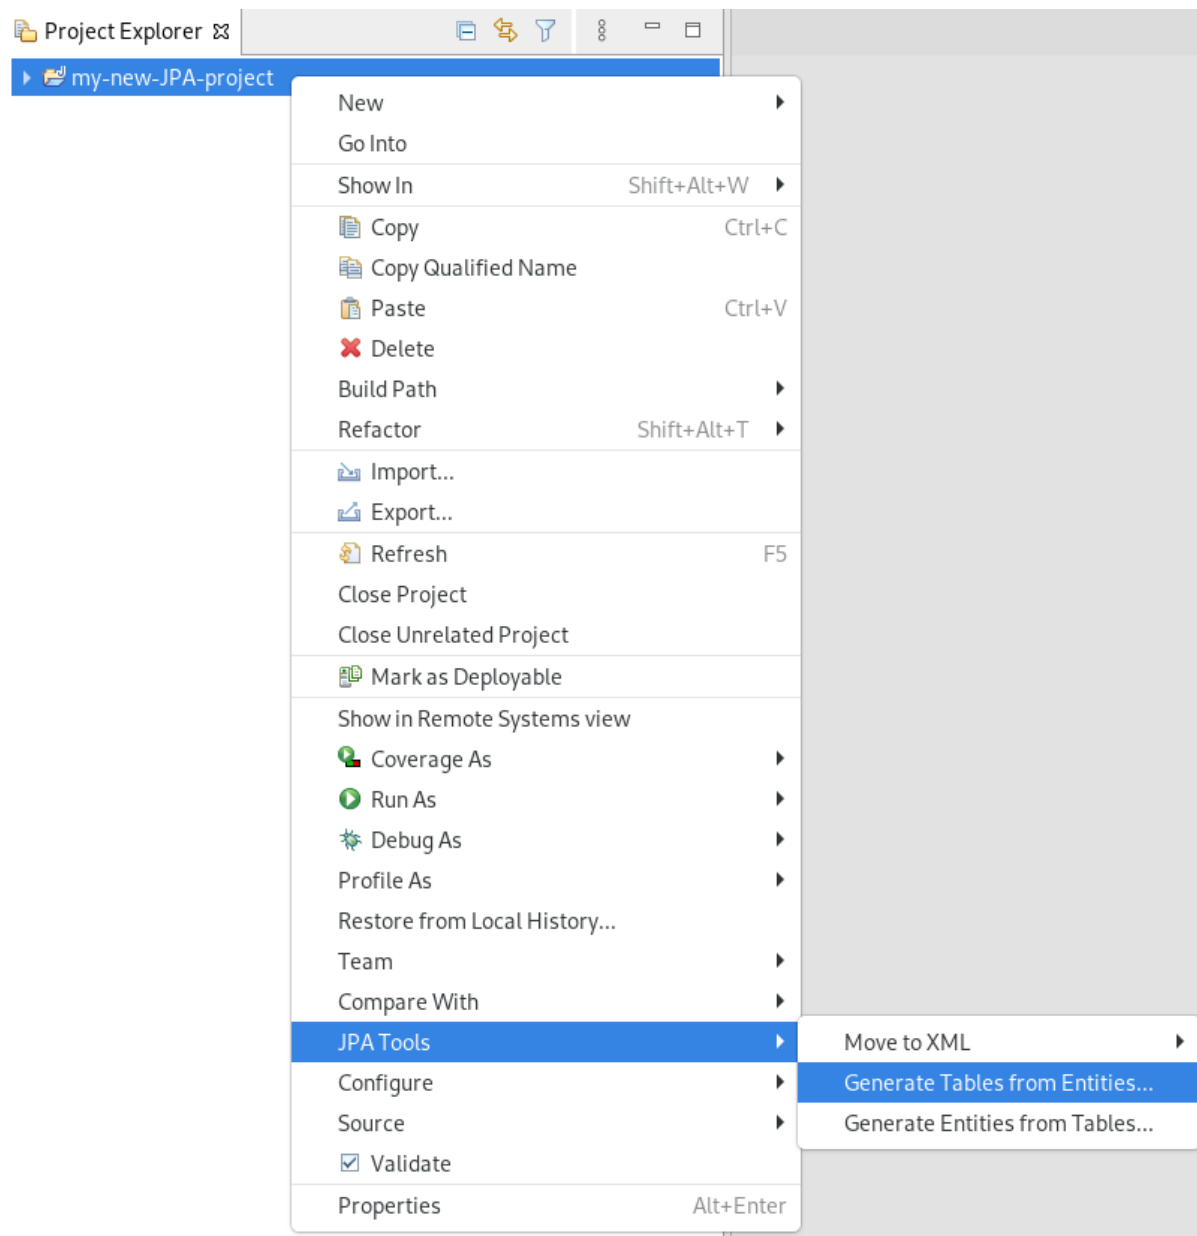 Project Explorer
my-new-JPA-project
New
Go Into
Show In Shift+Alt+W
Copy Ctrl+C
Copy Qualified Name
Paste Ctrl+V
Delete
Build Path
Refactor Shift+Alt+T
Import...
Export...
Refresh F5
Close Project
Close Unrelated Project
Mark as Deployable
Show in Remote Systems view
Coverage As
Run As
Debug As
Profile As
Restore from Local History...
Team
Compare With
JPA Tools Move to XML
Configure Generate Tables from Entities...
Source Generate Entities from Tables...
Validate
Properties Alt+Enter